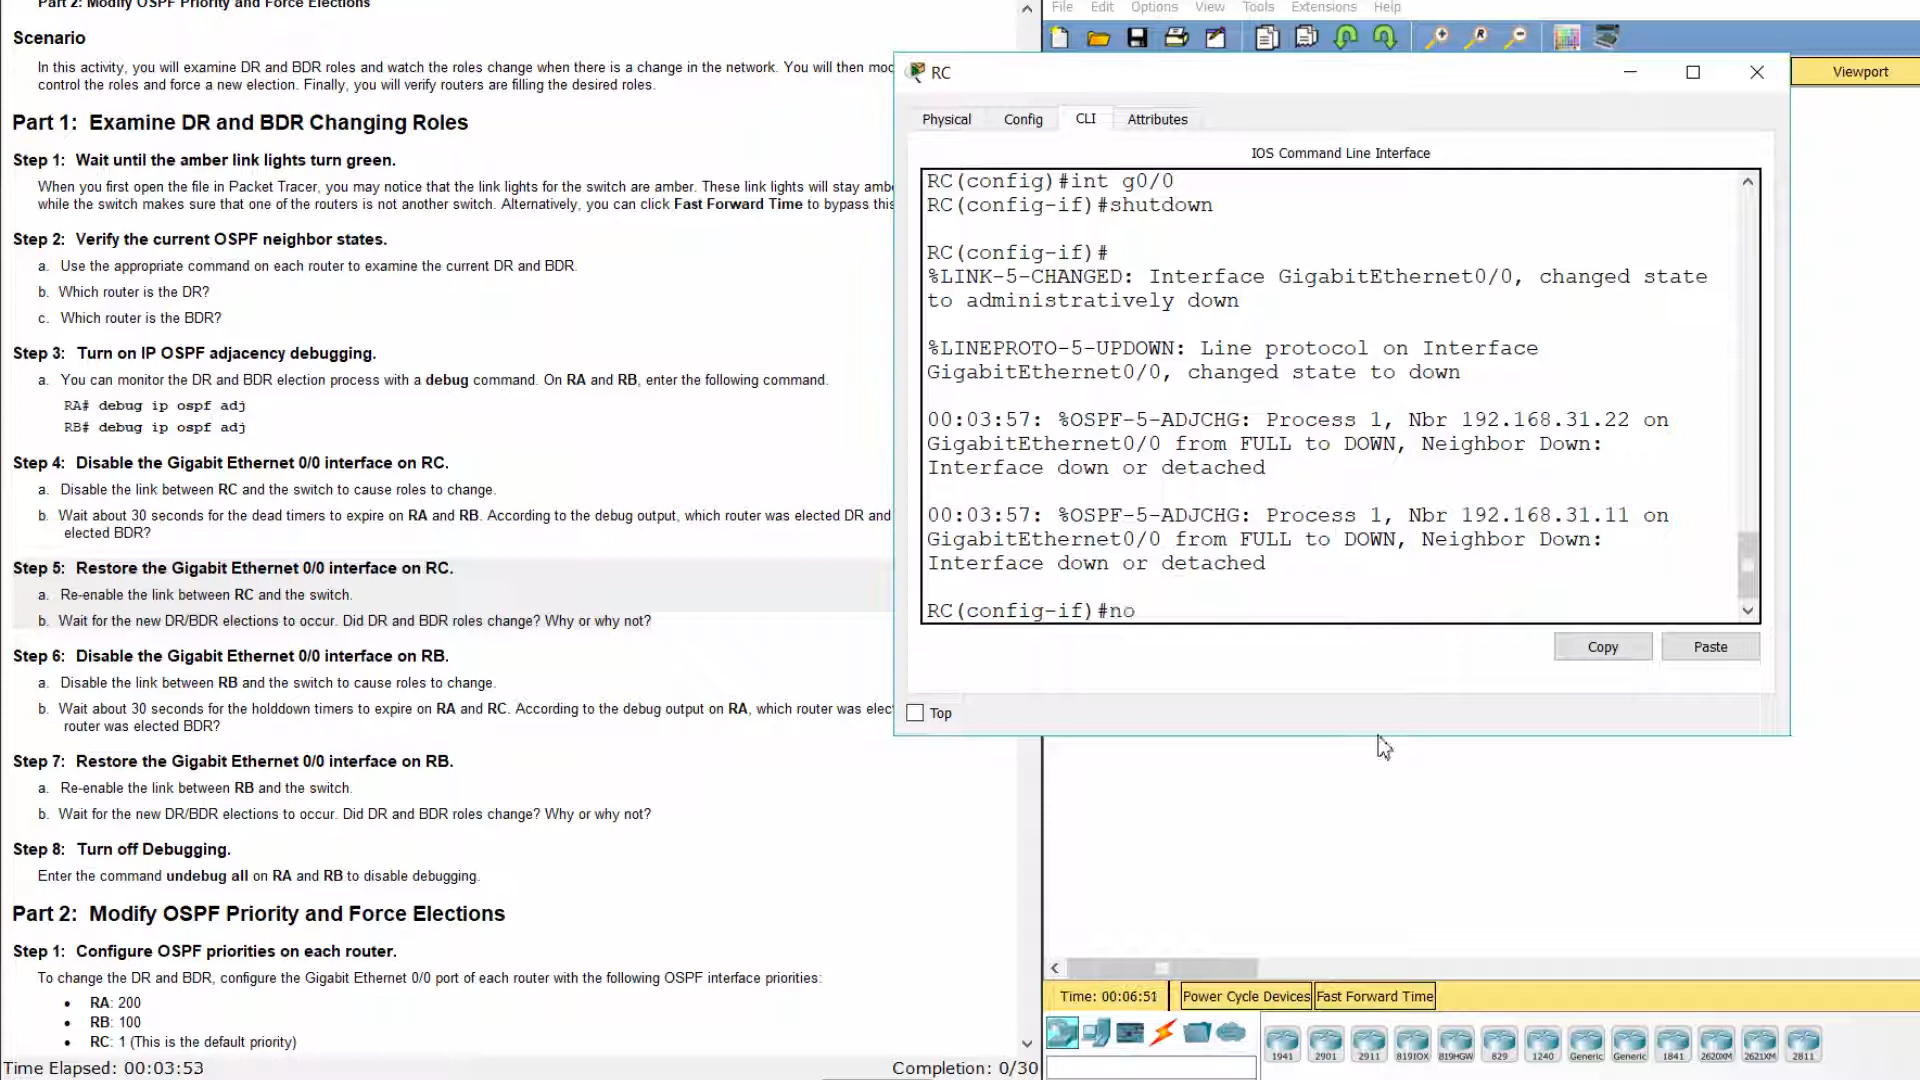 Part 2: Modify OSPF Priority and Force Elections
Scenario
In this activity, you will examine DR and BDR roles and watch the roles change when there is a change in the network. You will then
control the roles and force a new election. Finally, you will verify routers are filling the desired roles.
Part 1: Examine DR and BDR Changing Roles
Step 1: Wait until the amber link lights turn green.
When you first open the file in Packet Tracer, you may notice that the link lights for the switch are amber. These link lights will stay
while the switch makes sure that one of the routers is not another switch. Alternatively, you can click Fast Forward Time to bypass this
Step 2: Verify the current OSPF neighbor states.
a. Use the appropriate command on each router to examine the current DR and BDR.
b. Which router is the DR?
c. Which router is the BDR?
Step 3: Turn on IP OSPF adjacency debugging.
a. You can monitor the DR and BDR election process with a debug command. On RA and RB, enter the following command.
RA# debug ip ospf adj
RB# debug ip ospf adj
Step 4: Disable the Gigabit Ethernet 0/0 interface on RC.
a. Disable the link between RC and the switch to cause roles to change.
b. Wait about 30 seconds for the dead timers to expire on RA and RB. According to the debug output, which router was elected DR and
elected BDR?
Step 5: Restore the Gigabit Ethernet 0/0 interface on RC.
a. Re-enable the link between RC and the switch.
b. Wait for the new DR/BDR elections to occur. Did DR and BDR roles change? Why or why not?
Step 6: Disable the Gigabit Ethernet 0/0 interface on RB.
a. Disable the link between RB and the switch to cause roles to change.
b. Wait about 30 seconds for the holddown timers to expire on RA and RC. According to the debug output on RA, which router was
router was elected BDR?
Step 7: Restore the Gigabit Ethernet 0/0 interface on RB.
a. Re-enable the link between RB and the switch.
b. Wait for the new DR/BDR elections to occur. Did DR and BDR roles change? Why or why not?
Step 8: Turn off Debugging.
Enter the command undebug all on RA and RB to disable debugging.
Part 2: Modify OSPF Priority and Force Elections
Step 1: Configure OSPF priorities on each router.
To change the DR and BDR, configure the Gigabit Ethernet 0/0 port of each router with the following OSPF interface priorities:
• RA: 200
• RB: 100
• RC: 1 (This is the default priority)
Time Elapsed: 00:03:53
Completion: 0/30
File Edit Options View Tools Extensions Help
Viewport
RC
Physical Config CLI Attributes
IOS Command Line Interface
RC(config)#int g0/0
RC(config-if)#shutdown
RC(config-if)#
%LINK-5-CHANGED: Interface GigabitEthernet0/0, changed state
to administratively down
%LINEPROTO-5-UPDOWN: Line protocol on Interface
GigabitEthernet0/0, changed state to down
00:03:57: %OSPF-5-ADJCHG: Process 1, Nbr 192.168.31.22 on
GigabitEthernet0/0 from FULL to DOWN, Neighbor Down:
Interface down or detached
00:03:57: %OSPF-5-ADJCHG: Process 1, Nbr 192.168.31.11 on
GigabitEthernet0/0 from FULL to DOWN, Neighbor Down:
Interface down or detached
RC(config-if)#no
Copy Paste
Top
Time: 00:06:51 Power Cycle Devices Fast Forward Time
1941 2901 2911 819IOX 819HGW 829 1240 Generic Generic 1841 2620XM 2621XM 2811